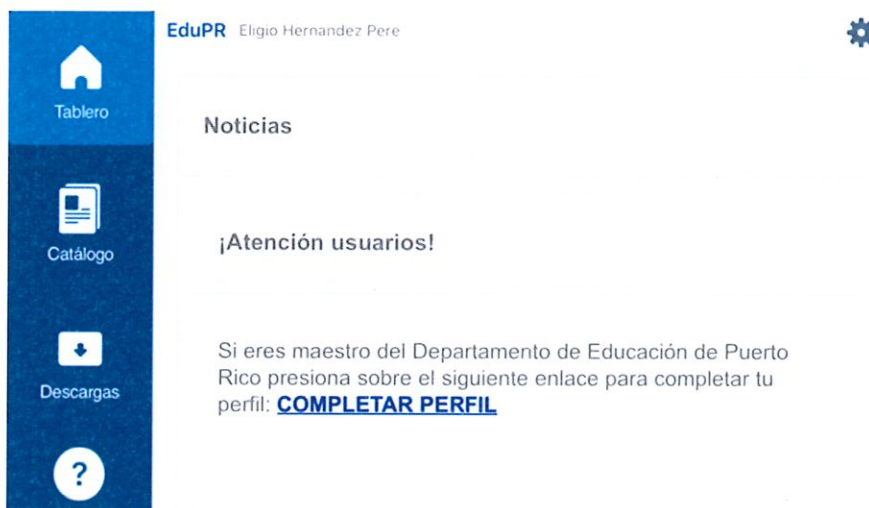 EduPR Eligio Hernandez Pere
Tablero
Noticias
Catálogo
¡Atención usuarios!
Descargas
Si eres maestro del Departamento de Educación de Puerto
Rico presiona sobre el siguiente enlace para completar tu
perfil: COMPLETAR PERFIL
?